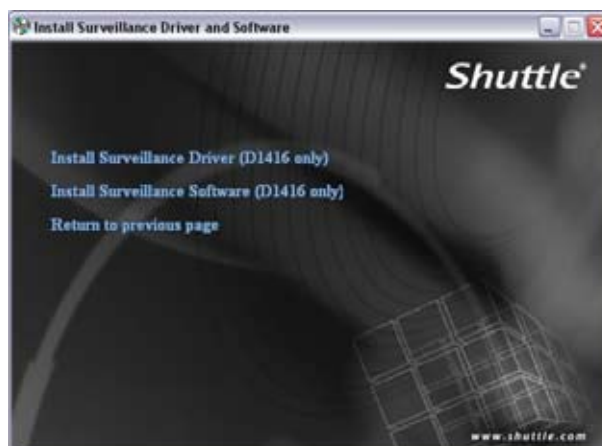 Install Surveillance Driver and Software
Shuttle®
Install Surveillance Driver (D1416 only)
Install Surveillance Software (D1416 only)
Return to previous page
www.shuttle.com